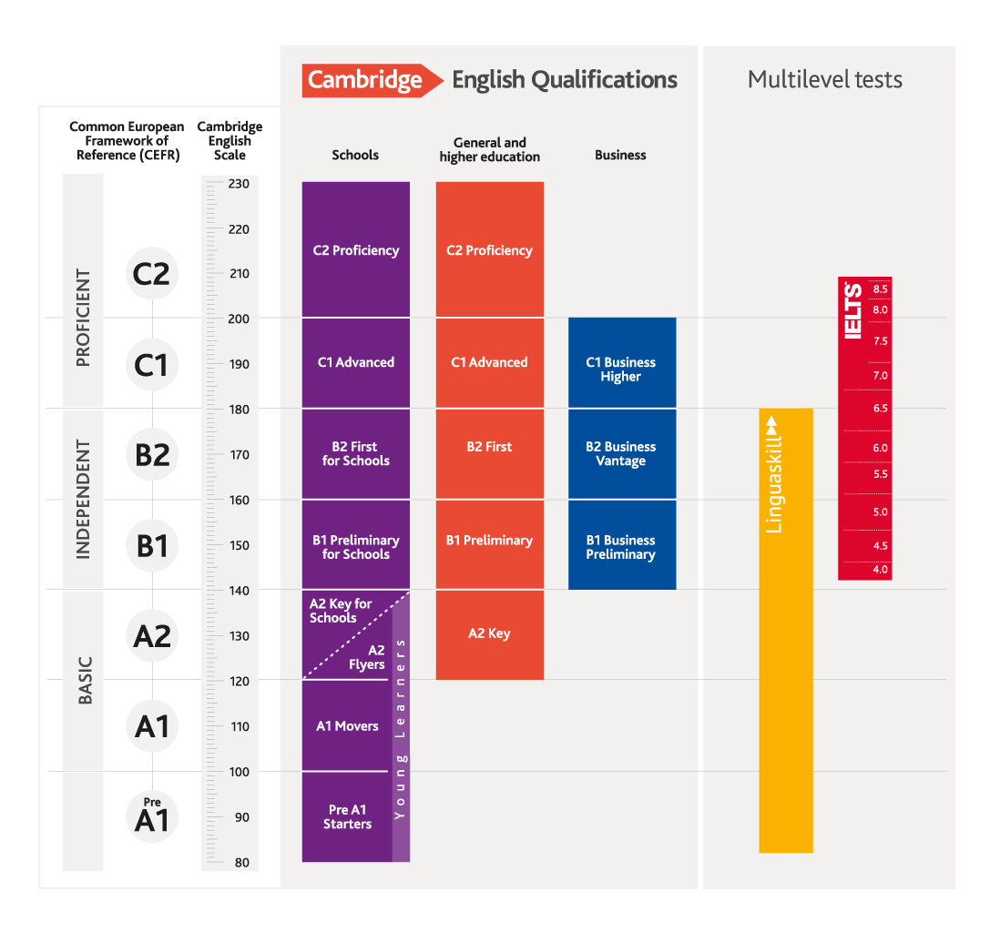 Cambridge English Qualifications
Multilevel tests
Common European
Framework of
Reference (CEFR)
Cambridge
English
Scale
Schools
General and
higher education
Business
PROFICIENT
INDEPENDENT
BASIC
C2
C1
B2
B1
A2
A1
Pre
A1
230
220
210
200
190
180
170
160
150
140
130
120
110
100
90
80
C2 Proficiency
C1 Advanced
B2 First
for Schools
B1 Preliminary
for Schools
A2 Key for
Schools
A2
Flyers
A1 Movers
Pre A1
Starters
Young Learners
C2 Proficiency
C1 Advanced
B2 First
B1 Preliminary
A2 Key
C1 Business
Higher
B2 Business
Vantage
B1 Business
Preliminary
Linguaskill
IELTS™
8.5
8.0
7.5
7.0
6.5
6.0
5.5
5.0
4.5
4.0